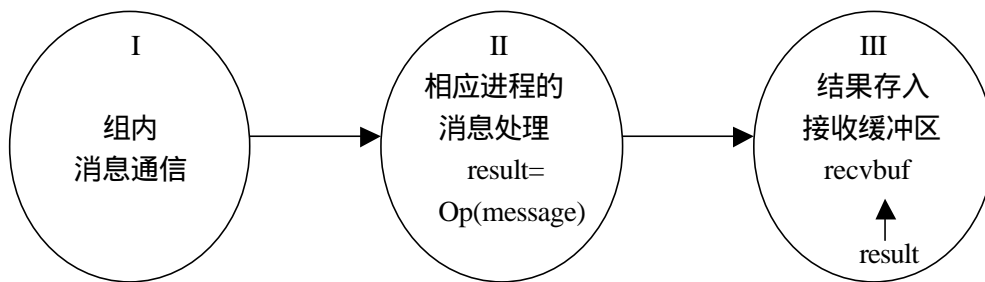 I
组内
消息通信
II
相应进程的
消息处理
result=
Op(message)
III
结果存入
接收缓冲区
recvbuf
result